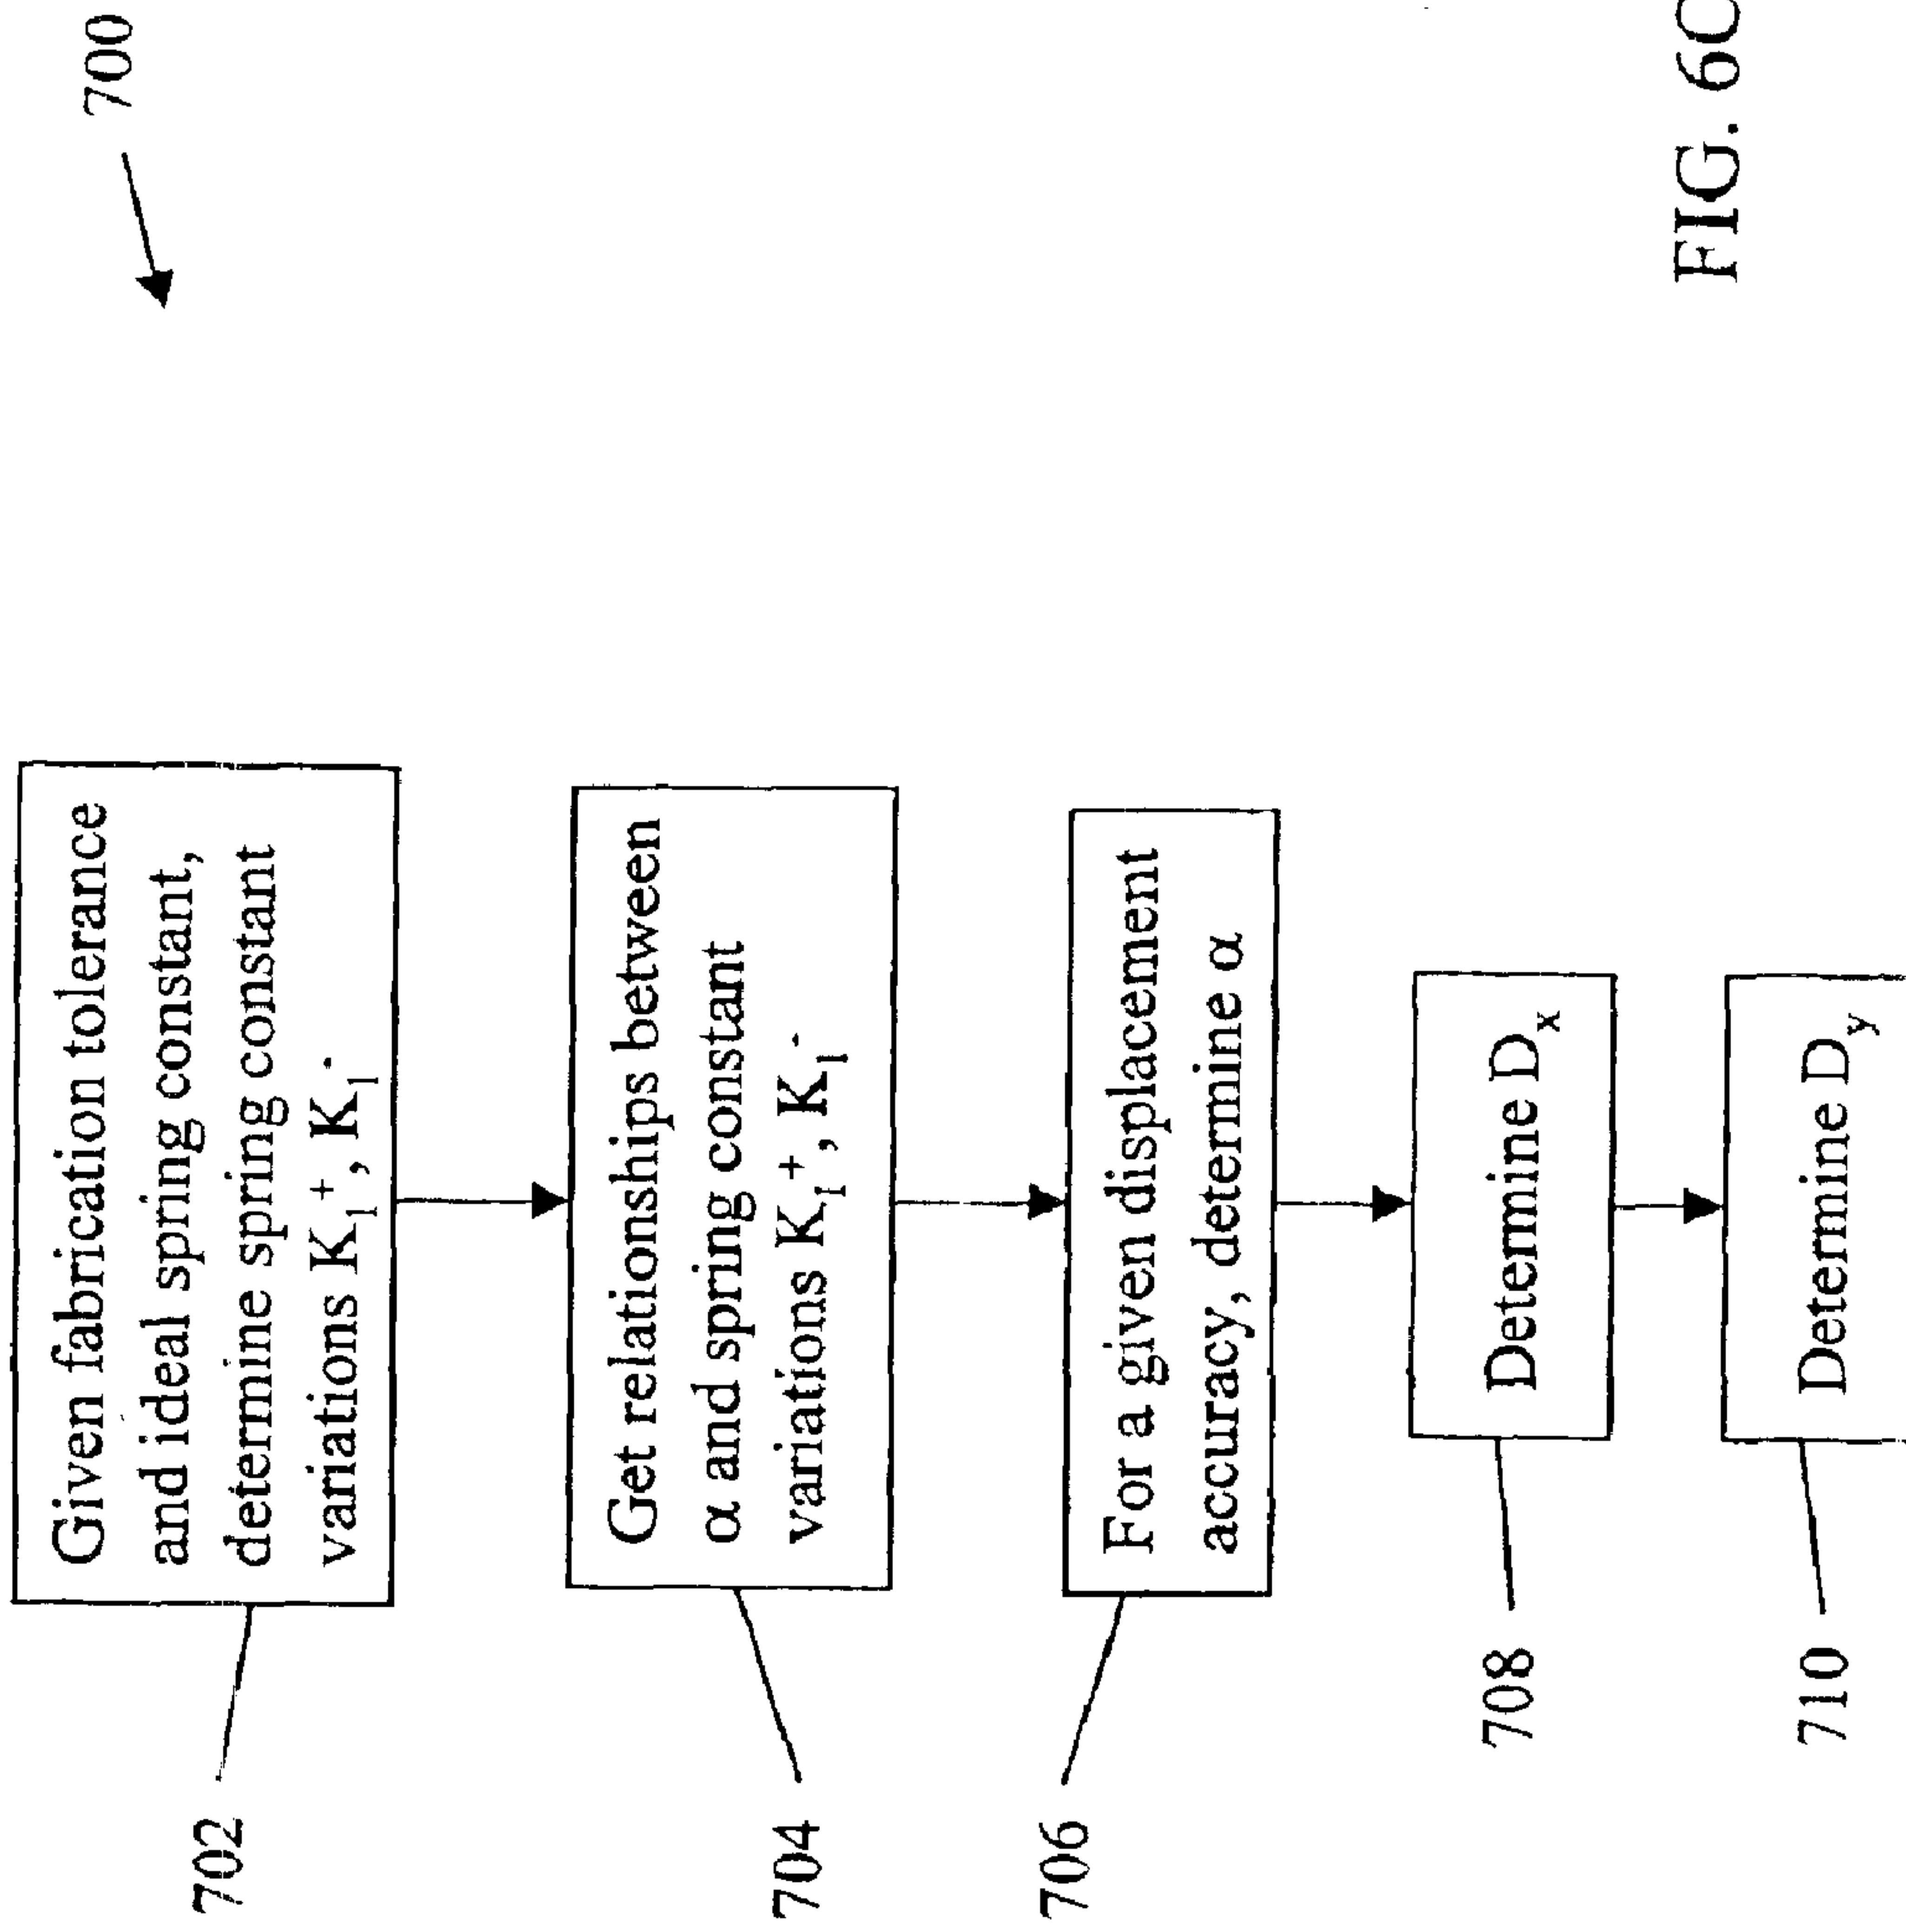 700
702
Given fabrication tolerance
and ideal spring constant,
determine spring constant
variations K₁⁺, K₁⁻
704
Get relationships between
α and spring constant
variations K₁⁺, K₁⁻
706
For a given displacement
accuracy, determine α
708
Determine Dₓ
710
Determine D_y
FIG. 6C